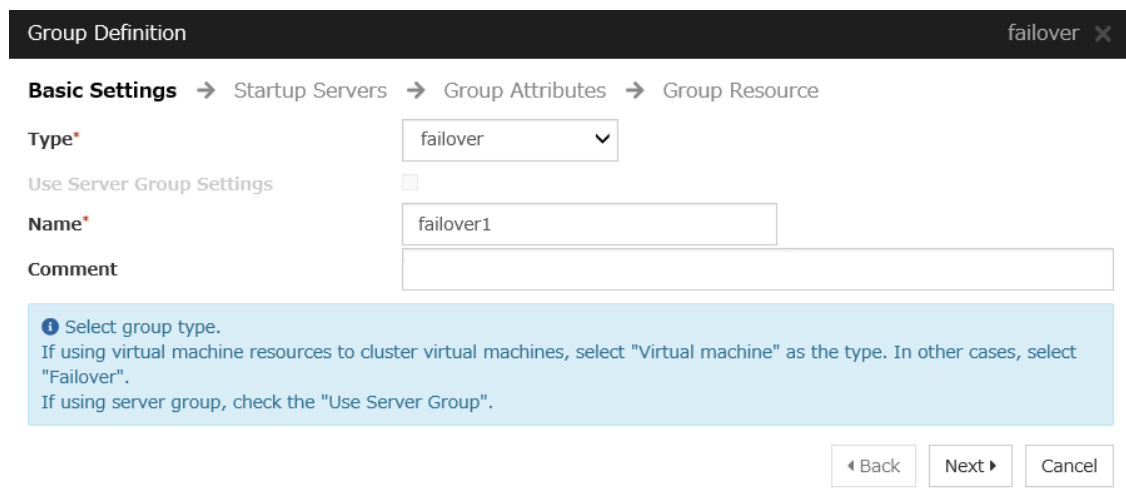 Group Definition failover ×
Basic Settings → Startup Servers → Group Attributes → Group Resource
Type* failover
Use Server Group Settings
Name* failover1
Comment
Select group type.
If using virtual machine resources to cluster virtual machines, select "Virtual machine" as the type. In other cases, select
"Failover".
If using server group, check the "Use Server Group".
Back Next Cancel